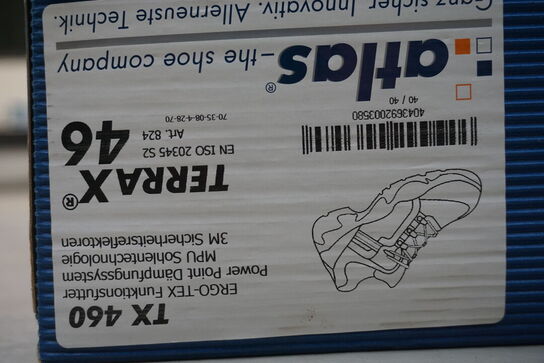 TX 460
ERGO-TEX Funktionsfutter
Power Point Dämpfungssystem
MPU Sohlentechnologie
3M Sicherheitsreflektoren
TERRAX®
EN ISO 20345 S2
Art. 824
46
70-35-08-4-28-70
4043692003580
40 / 40
atlas®
– the shoe company
Ganz sicher. Innovativ. Allerneuste Technik.